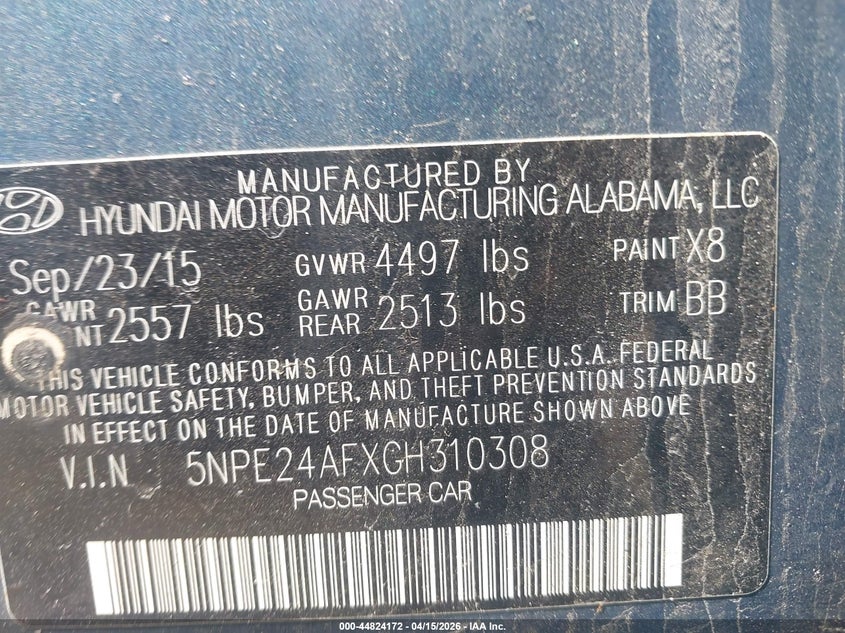 MANUFACTURED BY
HYUNDAI MOTOR MANUFACTURING ALABAMA, LLC
Sep/23/15 GVWR 4497 lbs PAINT X8
GAWR NT 2557 lbs GAWR REAR 2513 lbs TRIM BB
THIS VEHICLE CONFORMS TO ALL APPLICABLE U.S.A. FEDERAL
MOTOR VEHICLE SAFETY, BUMPER, AND THEFT PREVENTION STANDARDS
IN EFFECT ON THE DATE OF MANUFACTURE SHOWN ABOVE
V.I.N 5NPE24AFXGH310308
PASSENGER CAR
000-44824172 - 04/15/2026 - IAA Inc.